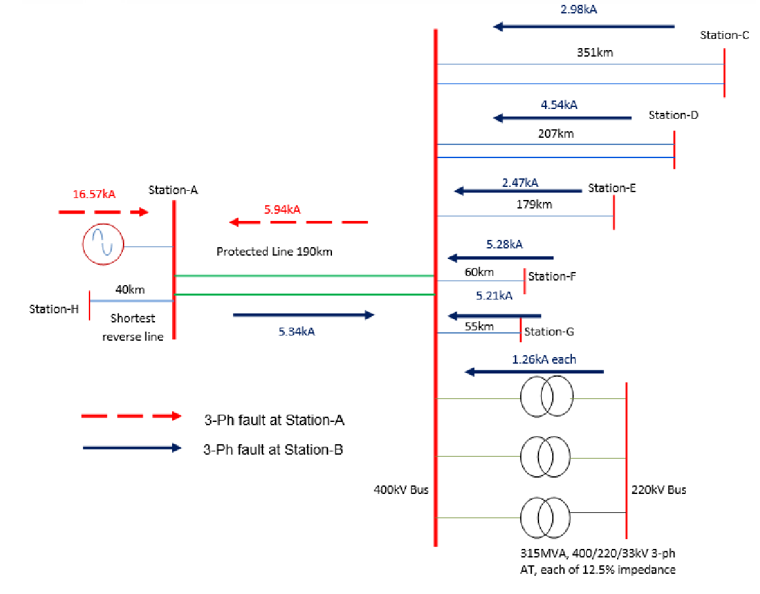 2.98kA
Station-C
351km
4.54kA
Station-D
207km
2.47kA
Station-E
179km
16.57kA
Station-A
5.94kA
Protected Line 190km
5.28kA
60km
Station-F
40km
Station-H
Shortest
reverse line
5.34kA
5.21kA
55km
Station-G
1.26kA each
3-Ph fault at Station-A
3-Ph fault at Station-B
400kV Bus
220kV Bus
315MVA, 400/220/33kV 3-ph
AT, each of 12.5% impedance